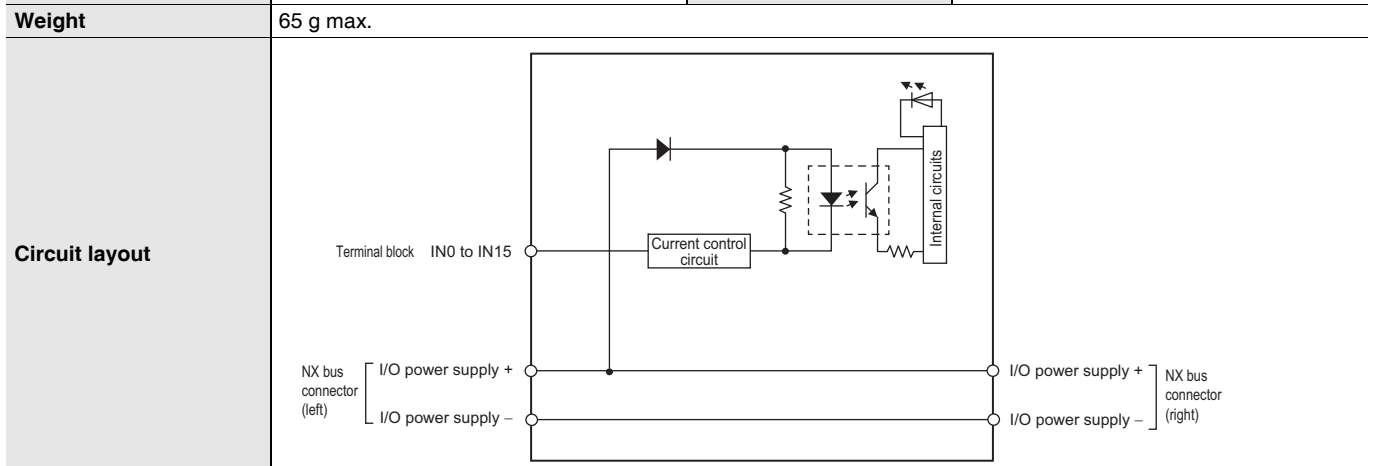 Weight
65 g max.
Circuit layout
Internal circuits
Terminal block IN0 to IN15
Current control
circuit
NX bus
connector
(left)
I/O power supply +
I/O power supply −
I/O power supply +
I/O power supply −
NX bus
connector
(right)